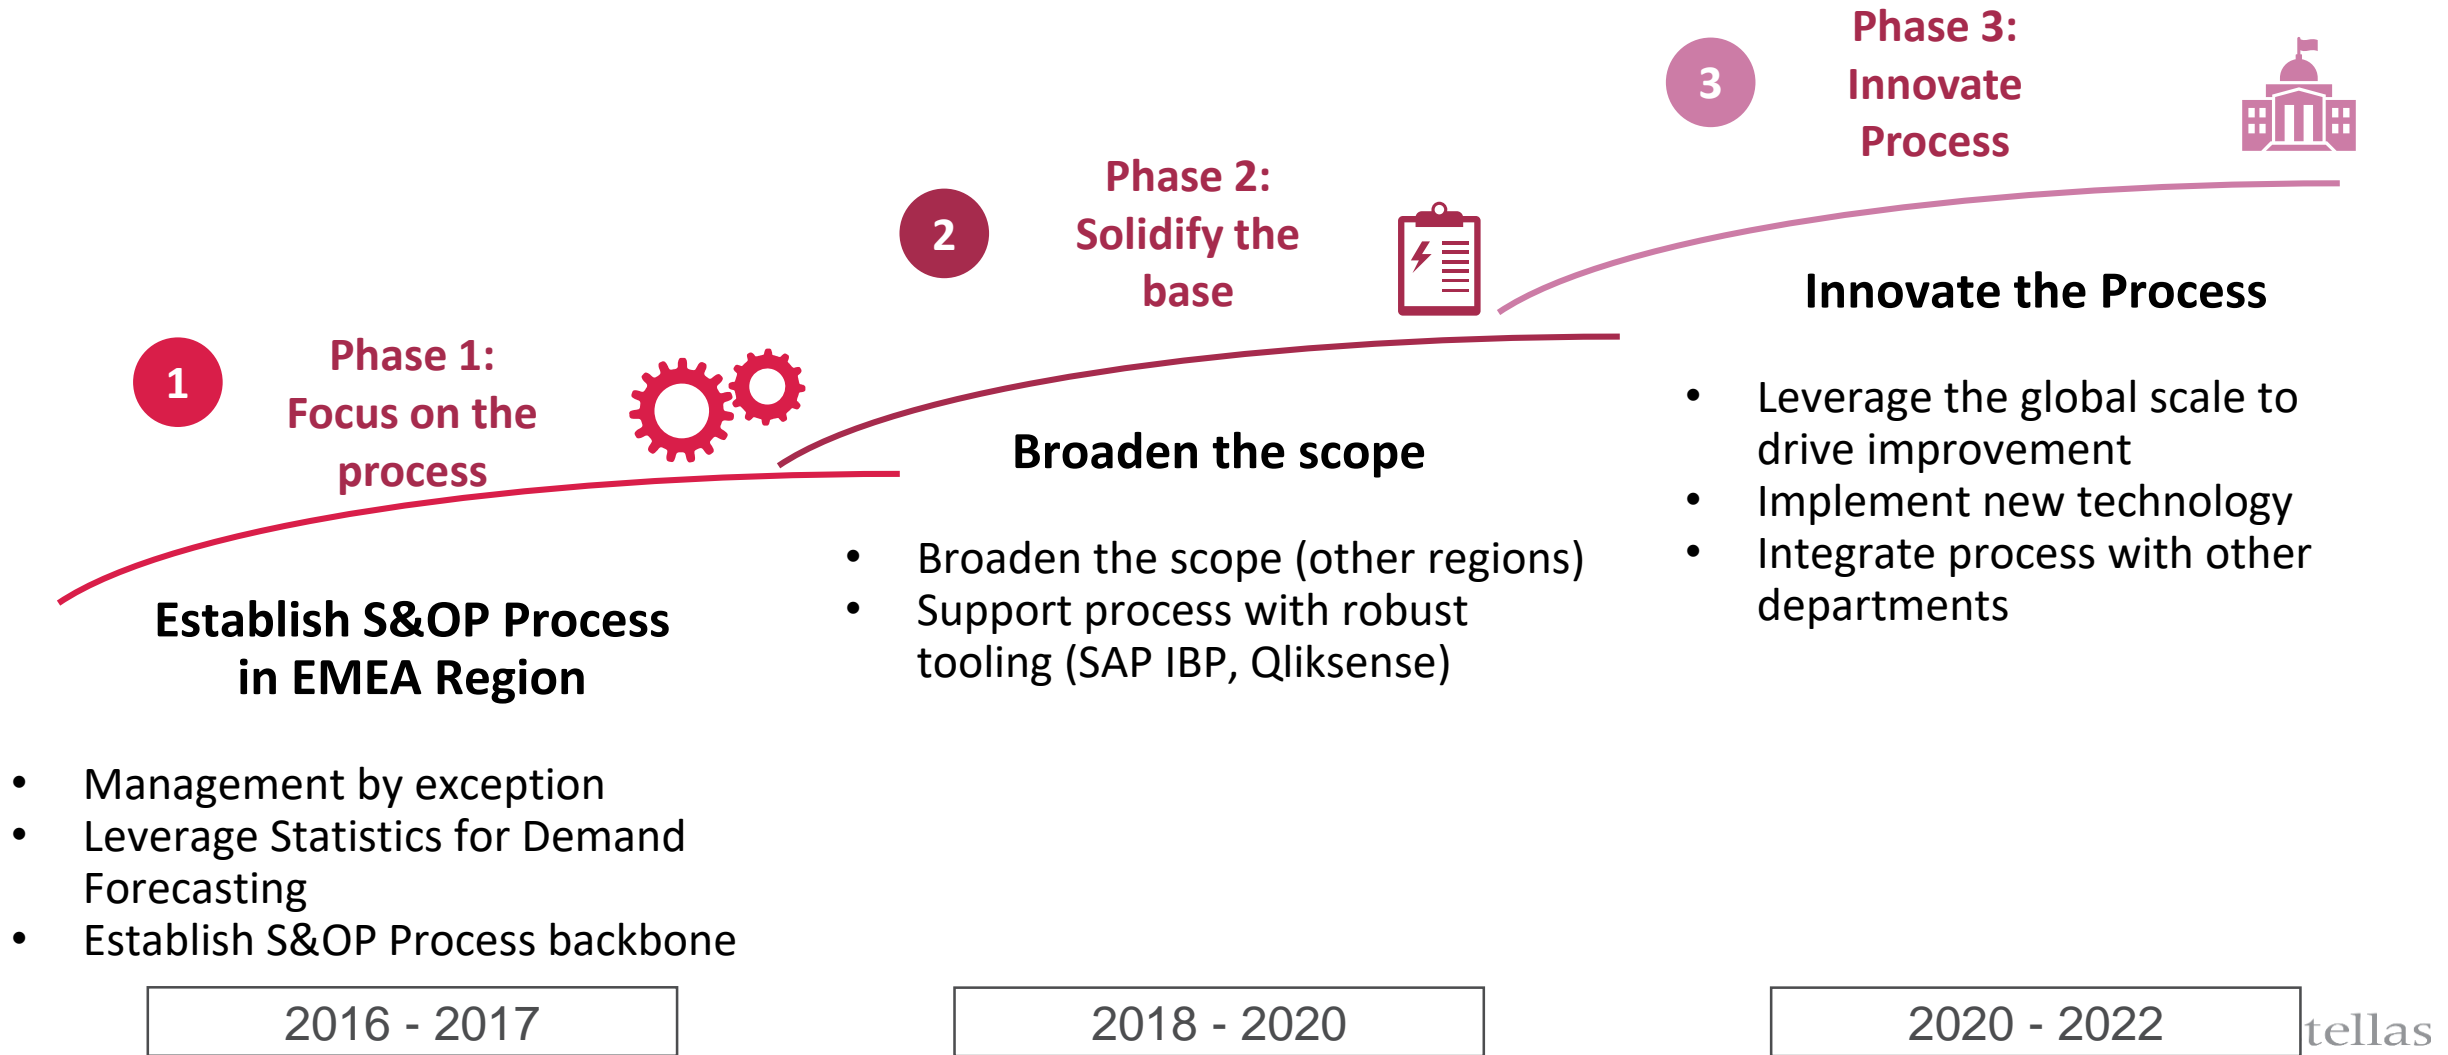 1
Phase 1:
Focus on the
process
Establish S&OP Process
in EMEA Region
• Management by exception
• Leverage Statistics for Demand
Forecasting
• Establish S&OP Process backbone
2016 - 2017
2
Phase 2:
Solidify the
base
Broaden the scope
• Broaden the scope (other regions)
• Support process with robust
tooling (SAP IBP, Qliksense)
2018 - 2020
3
Phase 3:
Innovate
Process
Innovate the Process
• Leverage the global scale to
drive improvement
• Implement new technology
• Integrate process with other
departments
2020 - 2022
tellas